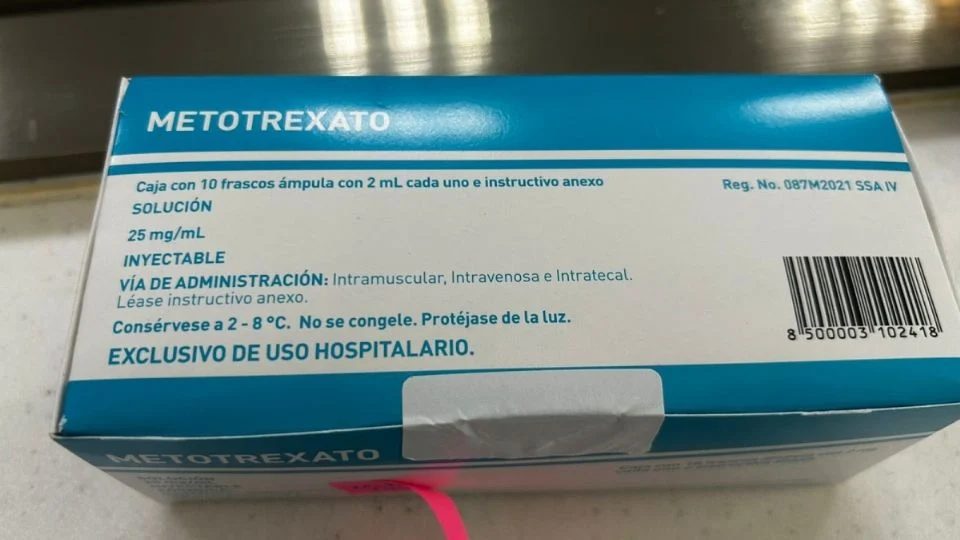 METOTREXATO
Caja con 10 frascos ámpula con 2 mL cada uno e instructivo anexo
Reg. No. 087M2021 SSA IV
SOLUCIÓN
25 mg/mL
INYECTABLE
VÍA DE ADMINISTRACIÓN: Intramuscular, Intravenosa e Intratecal.
Léase instructivo anexo.
Consérvese a 2 - 8 °C. No se congele. Protéjase de la luz.
EXCLUSIVO DE USO HOSPITALARIO.
8 500003 102418
METOTREXATO
SOLUCIÓN